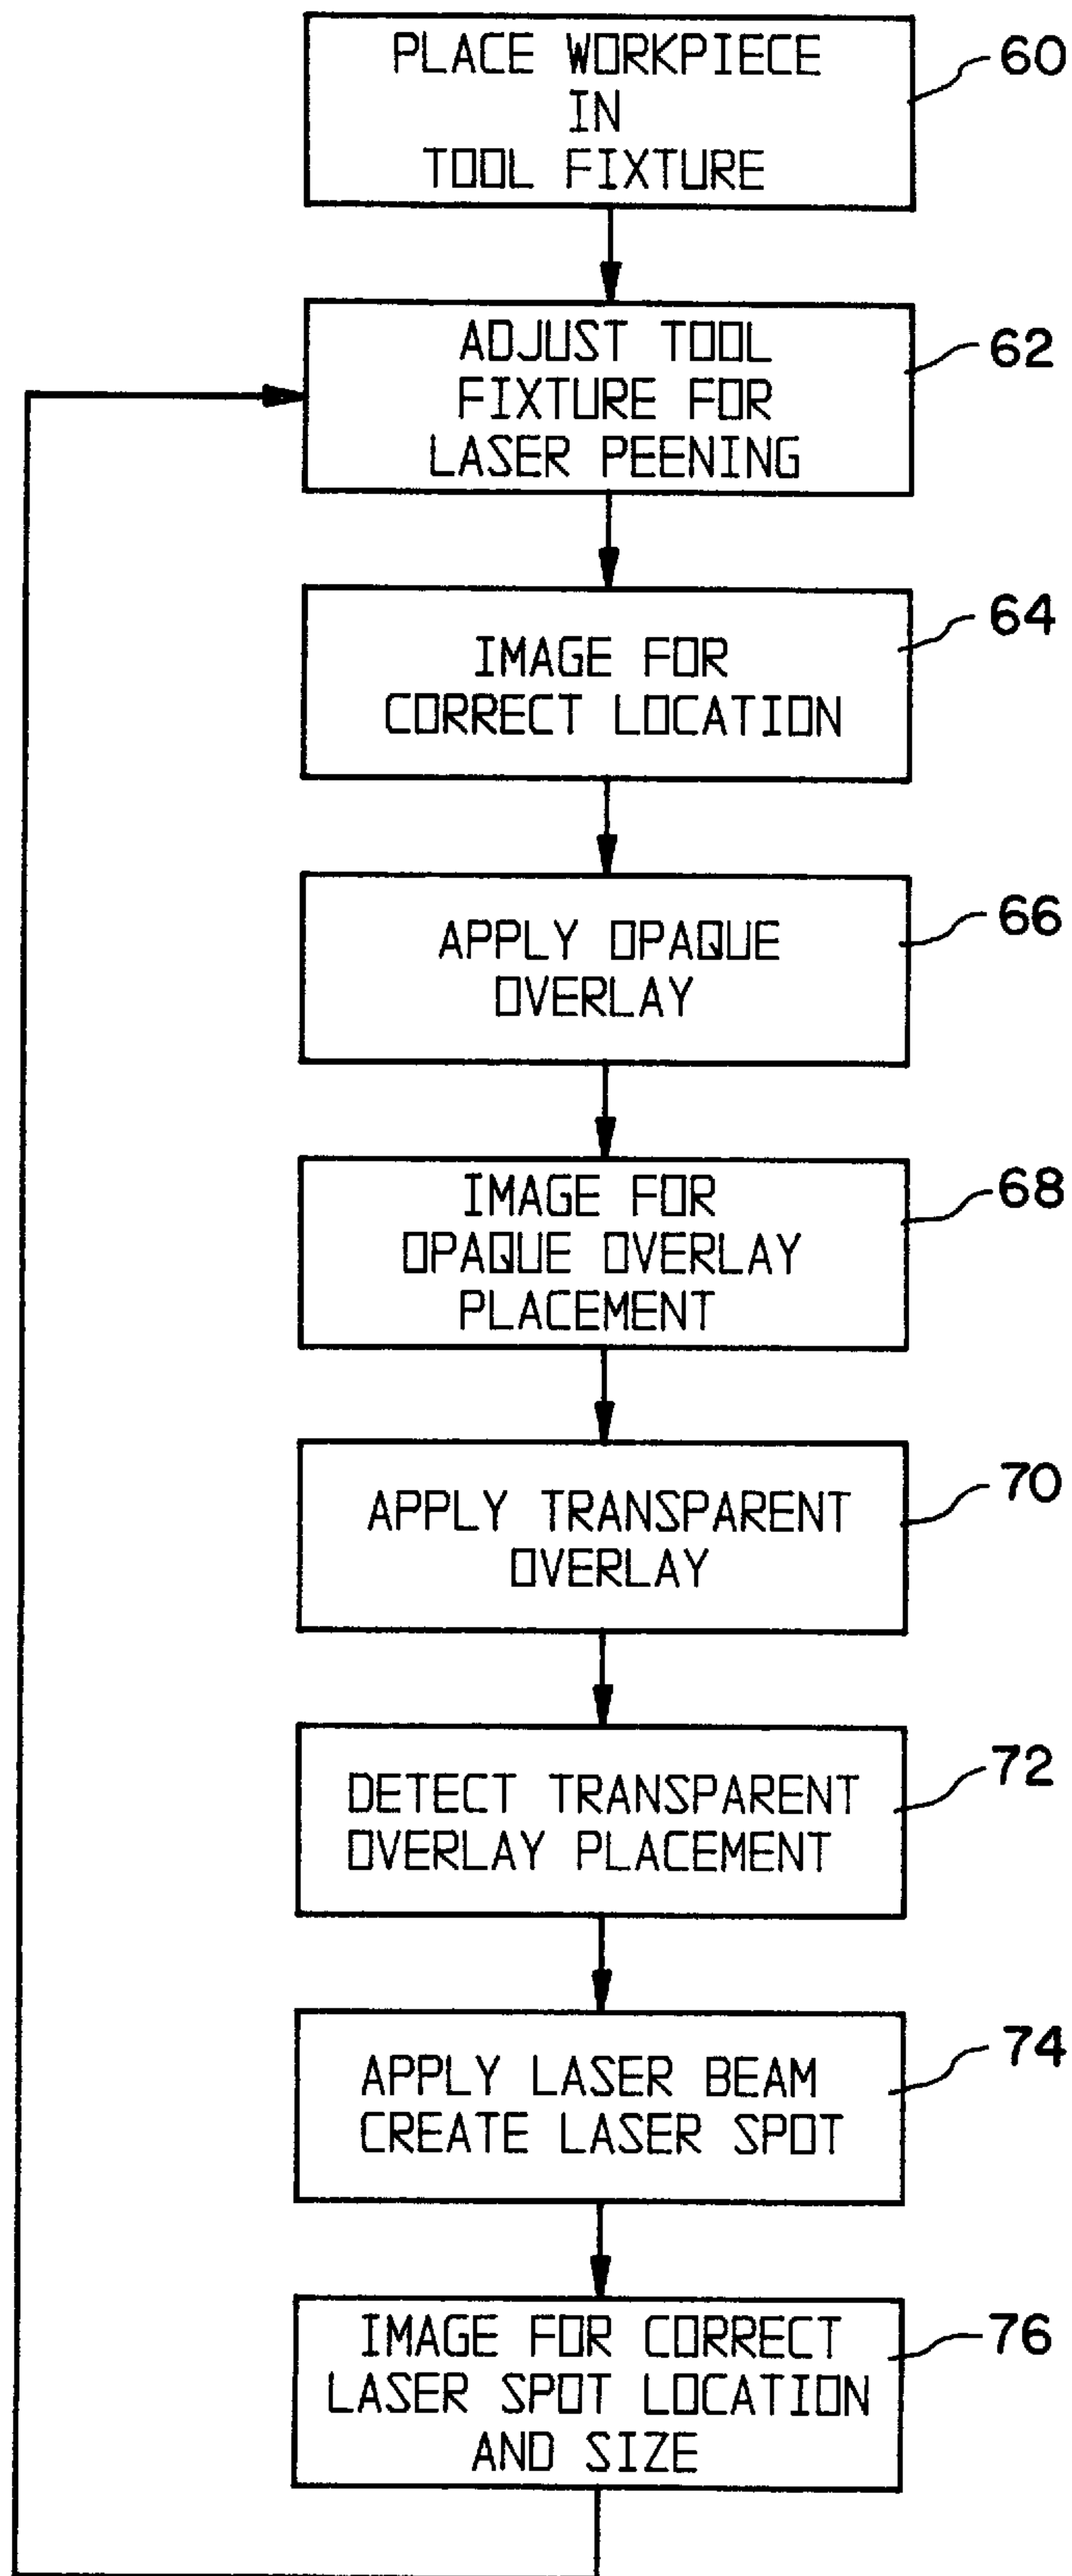 PLACE WORKPIECE
IN
TOOL FIXTURE
60
ADJUST TOOL
FIXTURE FOR
LASER PEENING
62
IMAGE FOR
CORRECT LOCATION
64
APPLY OPAQUE
OVERLAY
66
IMAGE FOR
OPAQUE OVERLAY
PLACEMENT
68
APPLY TRANSPARENT
OVERLAY
70
DETECT TRANSPARENT
OVERLAY PLACEMENT
72
APPLY LASER BEAM
CREATE LASER SPOT
74
IMAGE FOR CORRECT
LASER SPOT LOCATION
AND SIZE
76